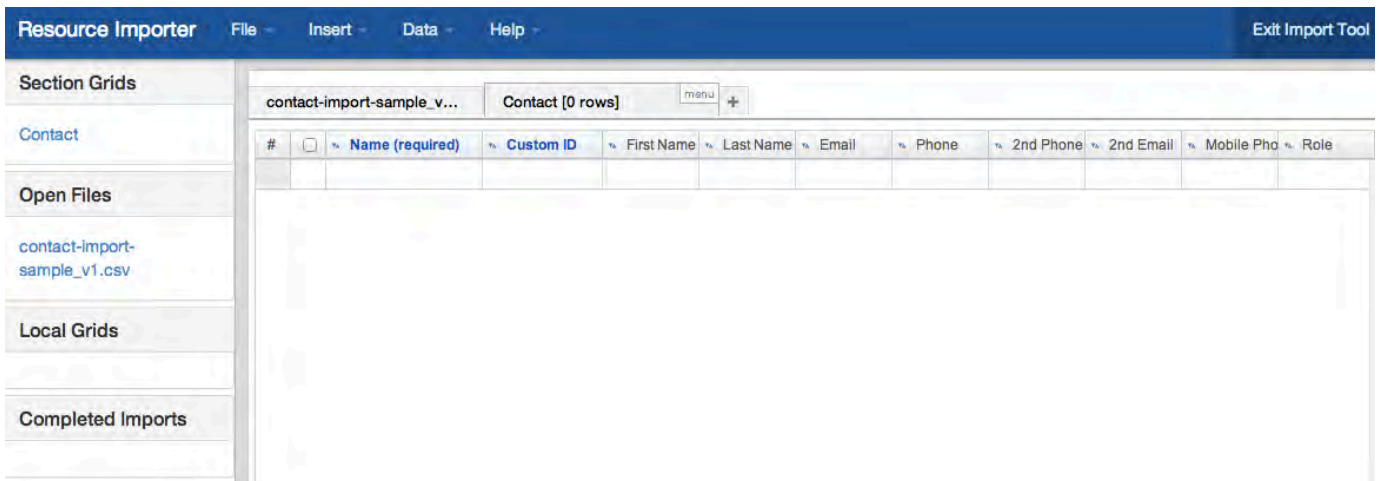 Resource Importer File Insert Data Help Exit Import Tool
Section Grids
Contact
Open Files
contact-import-
sample_v1.csv
Local Grids
Completed Imports
contact-import-sample_v... Contact [0 rows] menu +
# Name (required) Custom ID First Name Last Name Email Phone 2nd Phone 2nd Email Mobile Pho Role